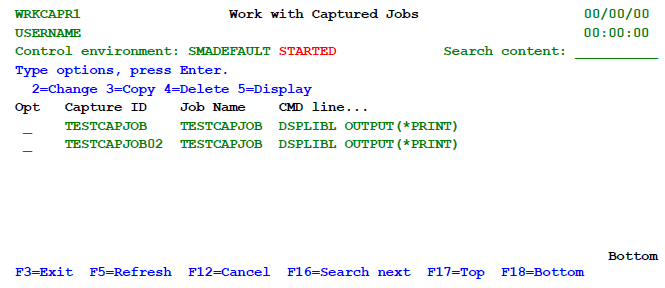 WRKCAPR1 Work with Captured Jobs 00/00/00
USERNAME 00:00:00
Control environment: SMADEFAULT STARTED Search content: __________
Type options, press Enter.
2=Change 3=Copy 4=Delete 5=Display
Opt Capture ID Job Name CMD line...
_ TESTCAPJOB TESTCAPJOB DSPLIBL OUTPUT(*PRINT)
_ TESTCAPJOB02 TESTCAPJOB DSPLIBL OUTPUT(*PRINT)
Bottom
F3=Exit F5=Refresh F12=Cancel F16=Search next F17=Top F18=Bottom